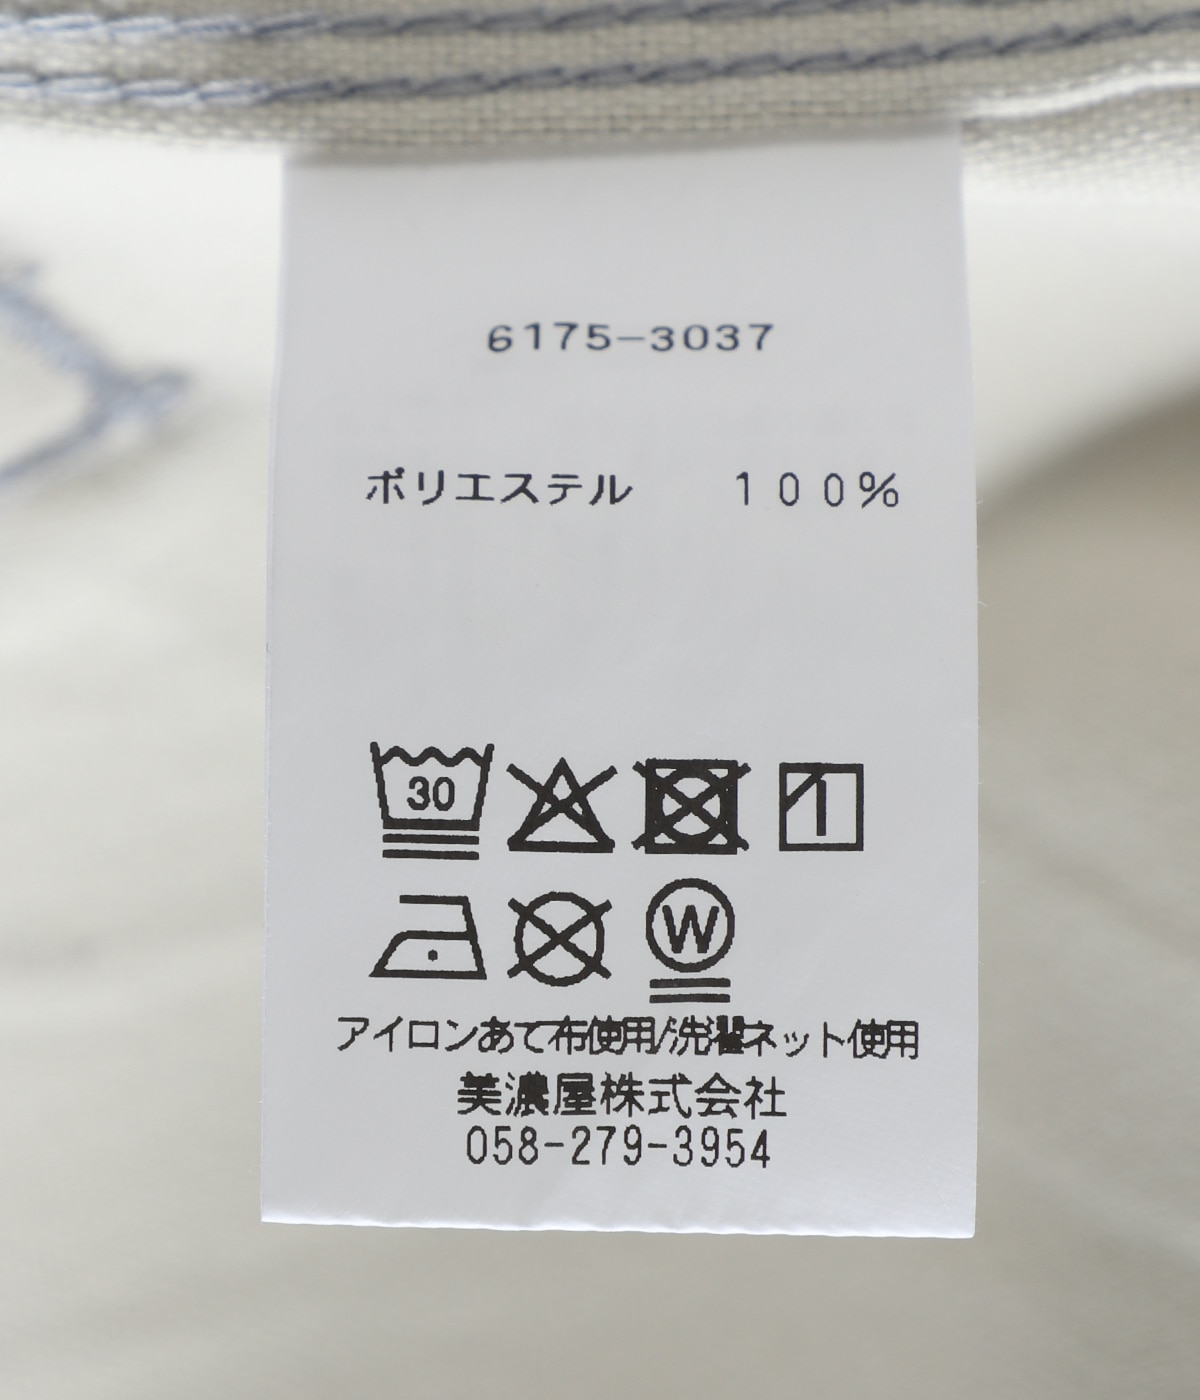 6175-3037
ポリエステル 100%
30
W
アイロンあて布使用/洗濯ネット使用
美濃屋株式会社
058-279-3954